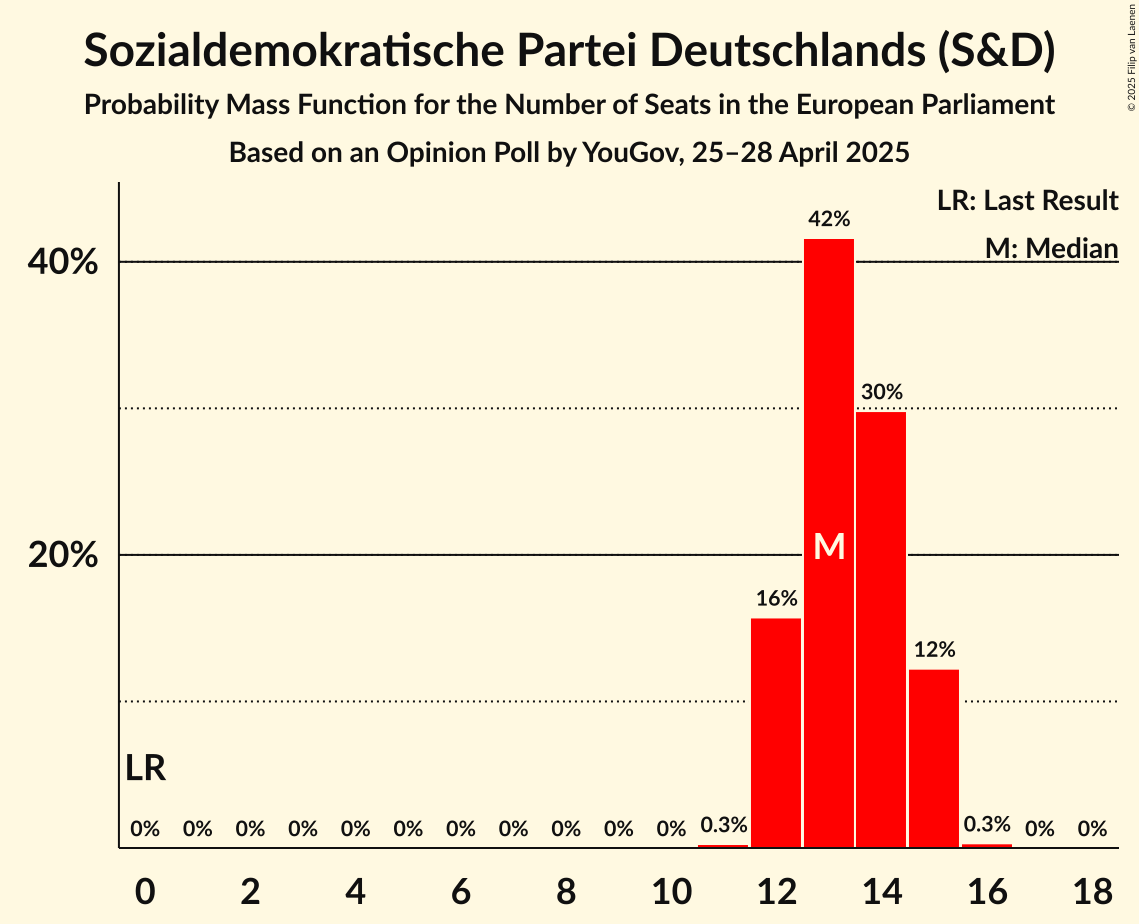 Sozialdemokratische Partei Deutschlands (S&D)
Probability Mass Function for the Number of Seats in the European Parliament
Based on an Opinion Poll by YouGov, 25–28 April 2025
© 2025 Filip van Laenen
LR: Last Result
M: Median
42%
40%
30%
20%
M
16%
12%
LR
0% 0% 0% 0% 0% 0% 0% 0% 0% 0% 0% 0.3% 0.3% 0% 0%
0 2 4 6 8 10 12 14 16 18